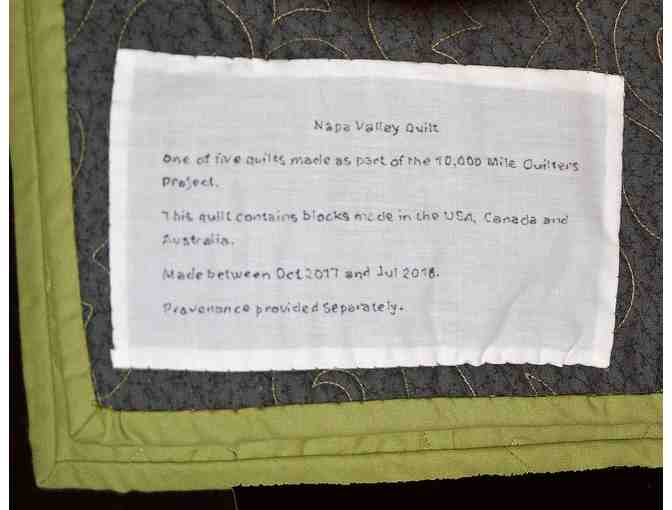 Napa Valley Quilt
One of five quilts made as part of the 10,000 Mile Quilters
Project.
This quilt contains blocks made in the USA, Canada and
Australia.
Made between Oct 2017 and Jul 2018.
Provenance provided Separately.